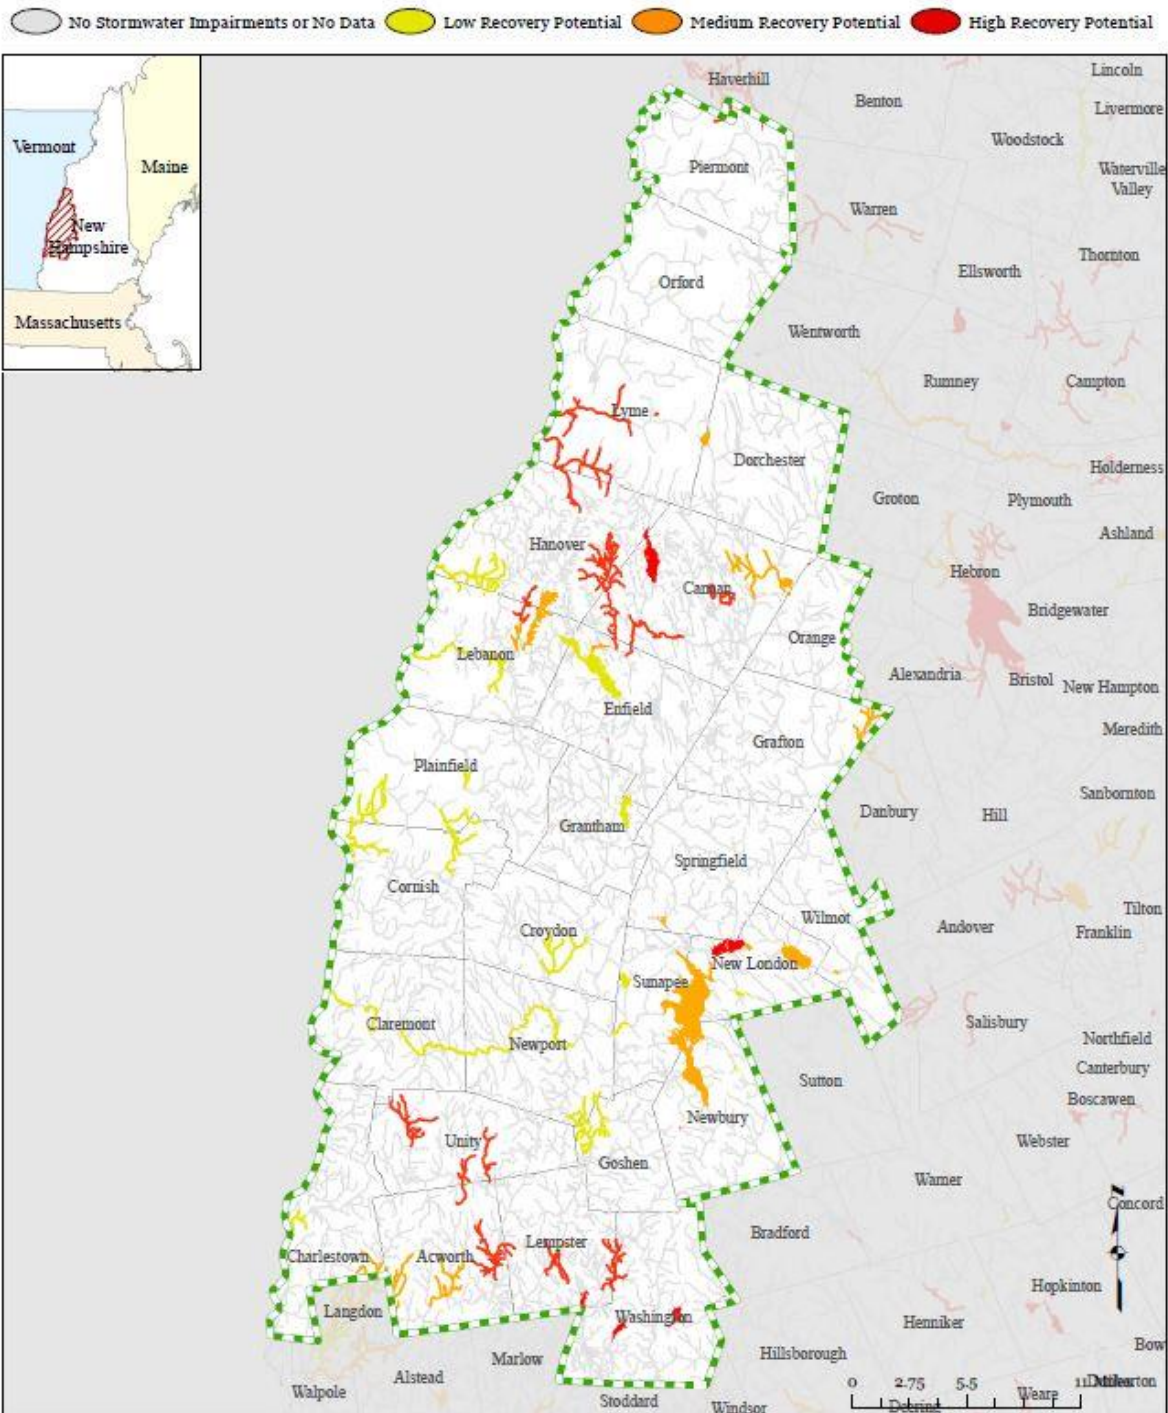 No Stormwater Impairments or No Data Low Recovery Potential Medium Recovery Potential High Recovery Potential
Vermont
Maine
New
Hampshire
Massachusetts
Haverhill
Lincoln
Benton
Livermore
Woodstock
Piermont
Waterville
Valley
Warren
Thornton
Ellsworth
Orford
Wentworth
Rumney
Campton
Lyme
Dorchester
Holderness
Groton
Plymouth
Ashland
Hanover
Hebron
Canaan
Bridgewater
Orange
Lebanon
Alexandria
Bristol
New Hampton
Enfield
Meredith
Grafton
Plainfield
Sanbornton
Danbury
Hill
Grantham
Springfield
Cornish
Tilton
Wilmot
Andover
Franklin
Croydon
New London
Sunapee
Claremont
Salisbury
Northfield
Newport
Canterbury
Sutton
Boscawen
Newbury
Unity
Webster
Goshen
Warner
Concord
Bradford
Lempster
Charlestown
Acworth
Hopkinton
Langdon
Washington
Henniker
Bow
Marlow
Hillsborough
Alstead
Walpole
0 2.75 5.5 11 Miles
Dunbarton
Weare
Stoddard
Windsor
Deering
N